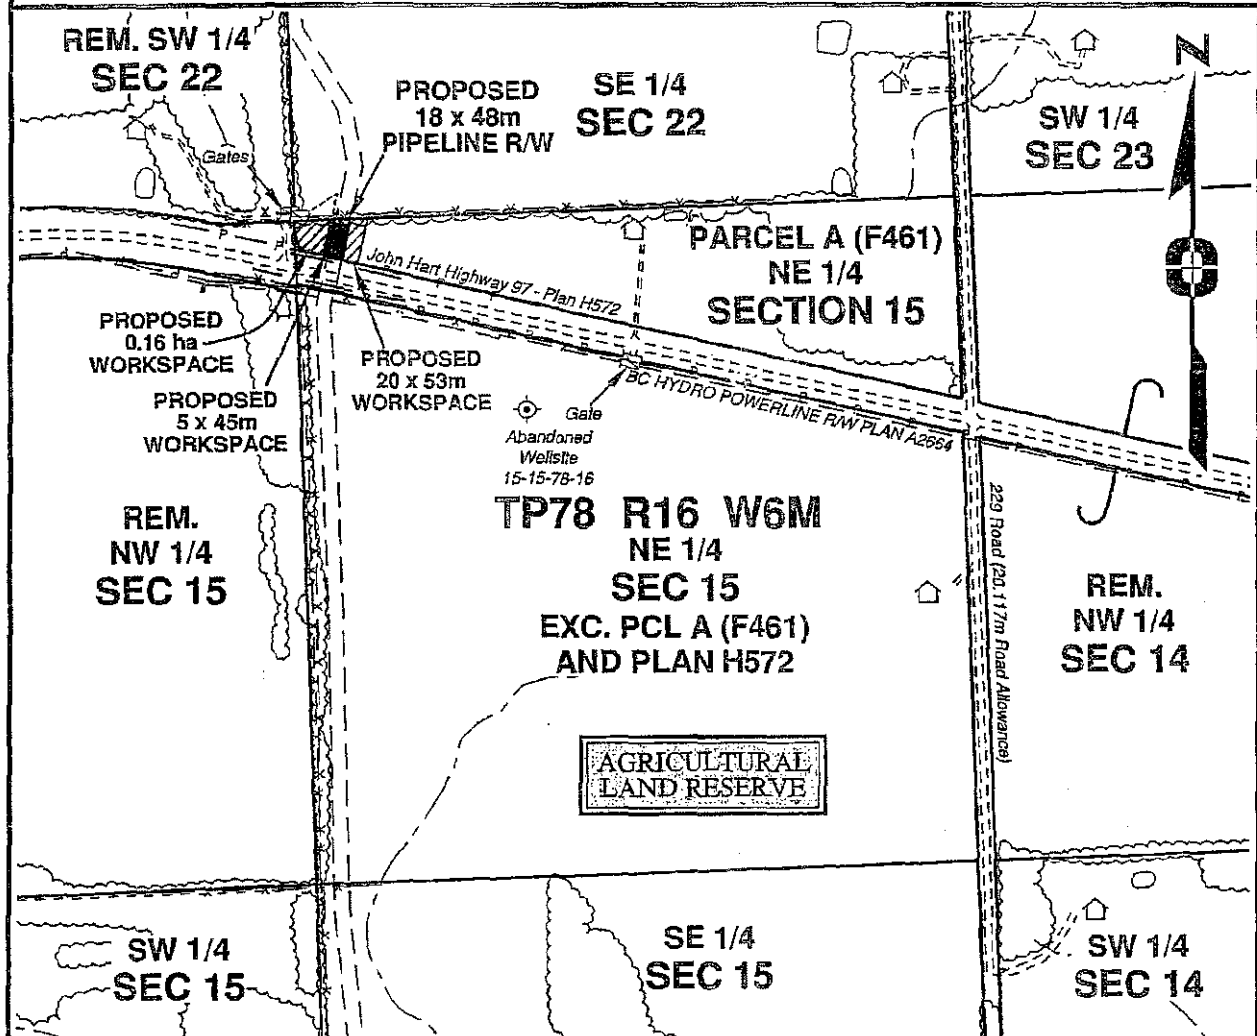 REM. SW 1/4
SEC 22
PROPOSED
18 x 48m
PIPELINE R/W
SE 1/4
SEC 22
SW 1/4
SEC 23
N
Gates
PARCEL A (F461)
NE 1/4
SECTION 15
John Hart Highway 97 - Plan H572
PROPOSED
0.16 ha
WORKSPACE
PROPOSED
20 x 53m
WORKSPACE
PROPOSED
5 x 45m
WORKSPACE
Gate
BC HYDRO POWERLINE R/W PLAN A2664
Abandoned
Wellsite
15-15-78-16
TP78 R16 W6M
NE 1/4
SEC 15
EXC. PCL A (F461)
AND PLAN H572
REM.
NW 1/4
SEC 15
229 Road (20.117m Road Allowance)
REM.
NW 1/4
SEC 14
AGRICULTURAL
LAND RESERVE
SW 1/4
SEC 15
SE 1/4
SEC 15
SW 1/4
SEC 14